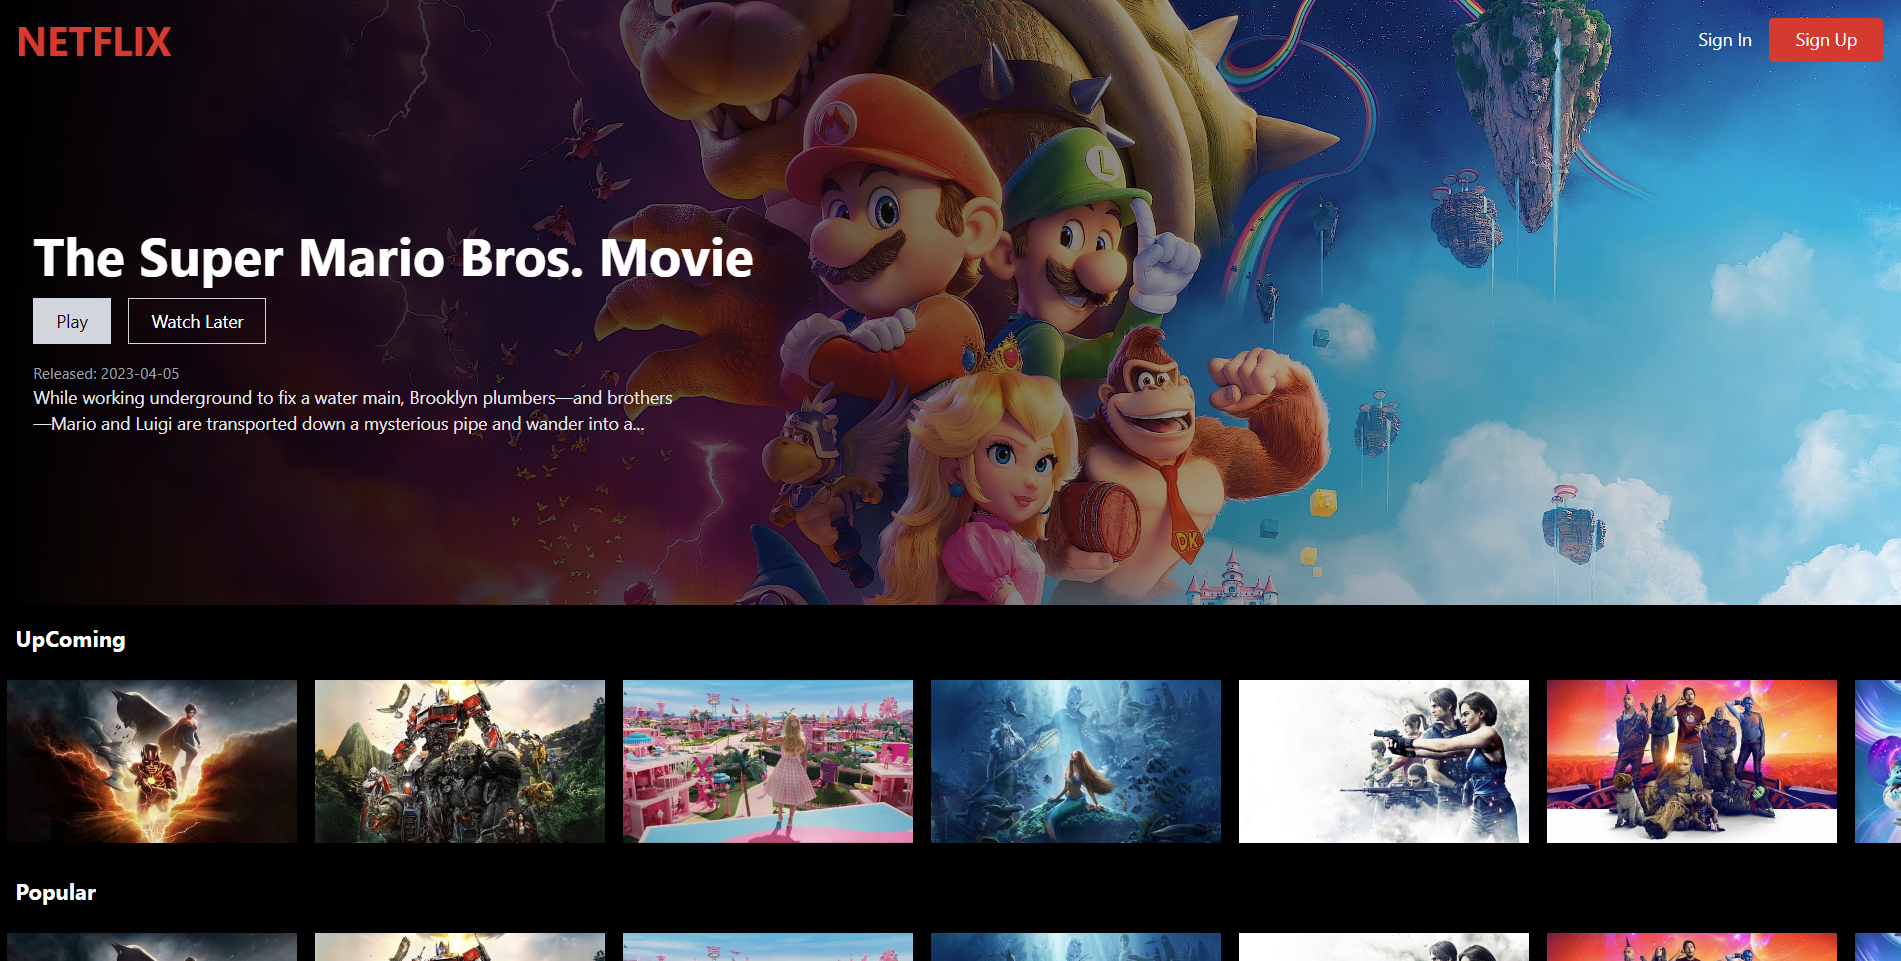 NETFLIX
Sign In
Sign Up
The Super Mario Bros. Movie
Play
Watch Later
Released: 2023-04-05
While working underground to fix a water main, Brooklyn plumbers—and brothers
—Mario and Luigi are transported down a mysterious pipe and wander into a...
M
L
DK
UpComing
Popular